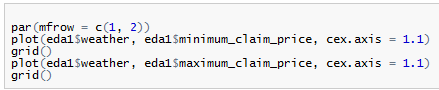 par(mfrow = c(1, 2))
plot(eda1$weather, eda1$minimum_claim_price, cex.axis = 1.1)
grid()
plot(eda1$weather, eda1$maximum_claim_price, cex.axis = 1.1)
grid()